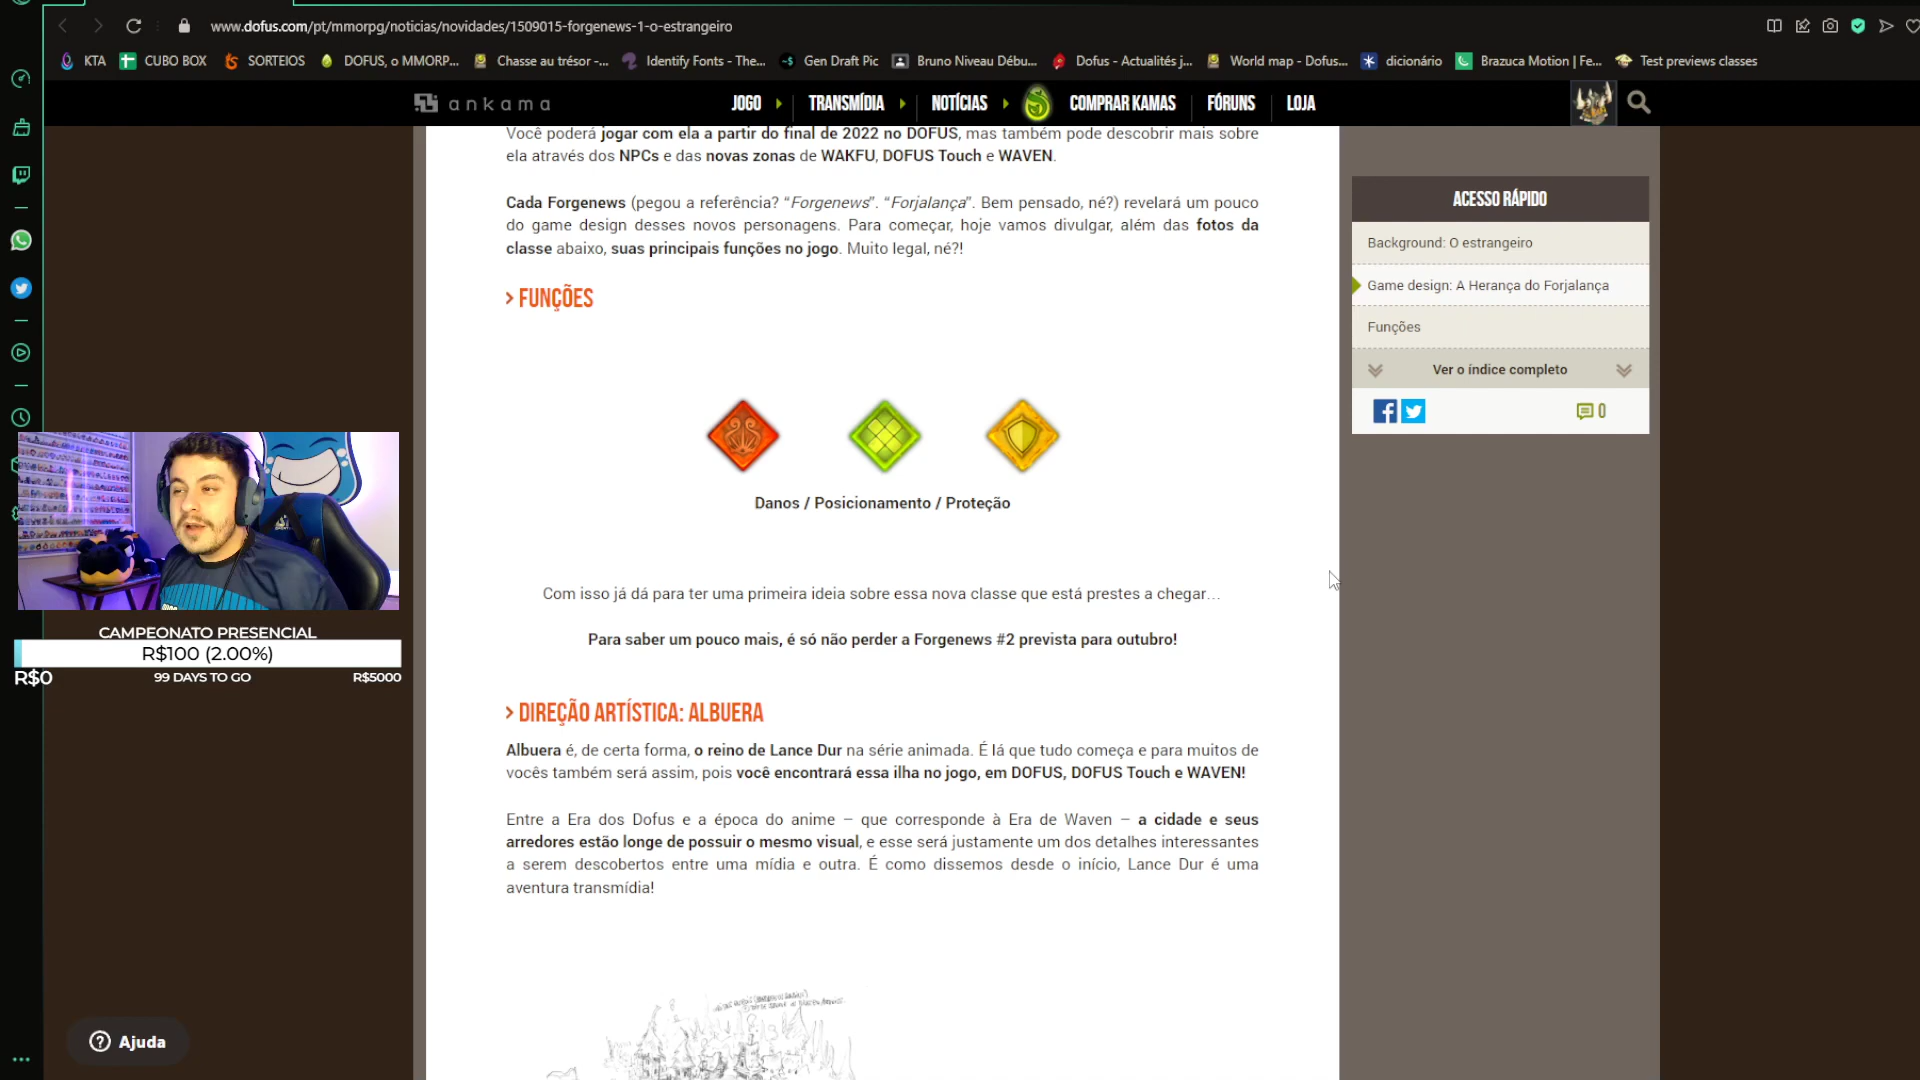 www.dofus.com/pt/mmorpg/noticias/novidades/1509015-forgenews-1-o-estrangeiro
KTA
CUBO BOX
SORTEIOS
DOFUS, o MMORP...
Chasse au trésor -...
Identify Fonts - The...
Gen Draft Pic
Bruno Niveau Débu...
Dofus - Actualités j...
World map - Dofus...
dicionário
Brazuca Motion | Fe...
Test previews classes
ankama
JOGO
TRANSMÍDIA
NOTÍCIAS
COMPRAR KAMAS
FÓRUNS
LOJA
Você poderá jogar com ela a partir do final de 2022 no DOFUS, mas também pode descobrir mais sobre
ela através dos NPCs e das novas zonas de WAKFU, DOFUS Touch e WAVEN.
Cada Forgenews (pegou a referência? “Forgenews”. “Forjalança”. Bem pensado, né?) revelará um pouco
do game design desses novos personagens. Para começar, hoje vamos divulgar, além das fotos da
classe abaixo, suas principais funções no jogo. Muito legal, né?!
FUNÇÕES
Danos / Posicionamento / Proteção
Com isso já dá para ter uma primeira ideia sobre essa nova classe que está prestes a chegar…
Para saber um pouco mais, é só não perder a Forgenews #2 prevista para outubro!
DIREÇÃO ARTÍSTICA: ALBUERA
Albuera é, de certa forma, o reino de Lance Dur na série animada. É lá que tudo começa e para muitos de
vocês também será assim, pois você encontrará essa ilha no jogo, em DOFUS, DOFUS Touch e WAVEN!
Entre a Era dos Dofus e a época do anime – que corresponde à Era de Waven – a cidade e seus
arredores estão longe de possuir o mesmo visual, e esse será justamente um dos detalhes interessantes
a serem descobertos entre uma mídia e outra. É como dissemos desde o início, Lance Dur é uma
aventura transmídia!
ACESSO RÁPIDO
Background: O estrangeiro
Game design: A Herança do Forjalança
Funções
Ver o índice completo
0
CAMPEONATO PRESENCIAL
R$100 (2.00%)
R$0
99 DAYS TO GO
R$5000
Ajuda